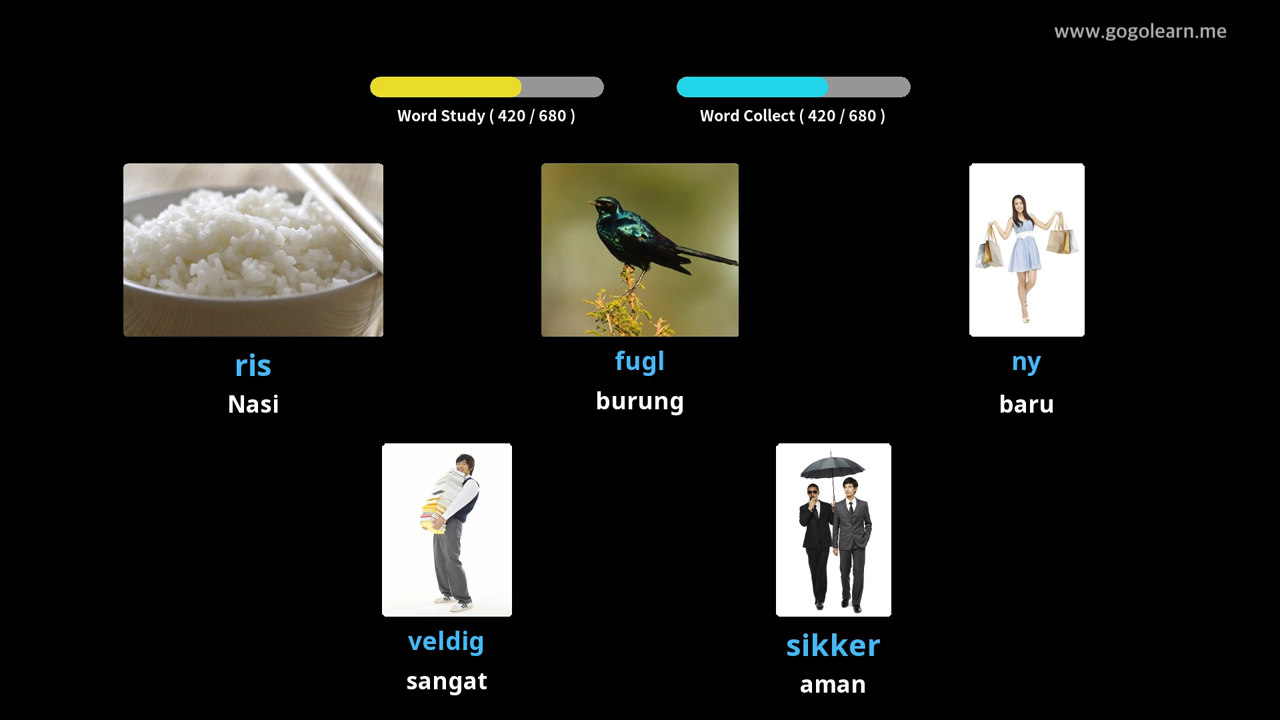 www.gogolearn.me
Word Study ( 420 / 680 )
Word Collect ( 420 / 680 )
ris
Nasi
fugl
burung
ny
baru
veldig
sangat
sikker
aman